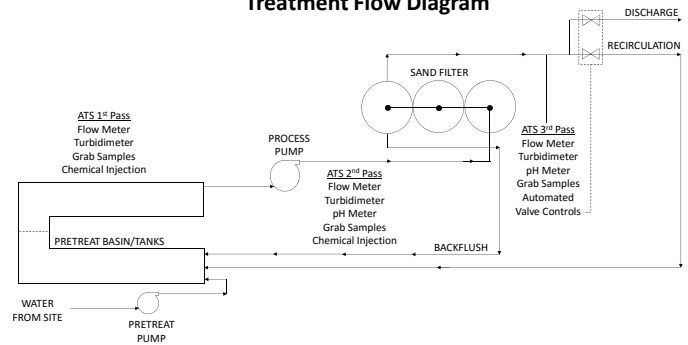 Treatment Flow Diagram
DISCHARGE
RECIRCULATION
SAND FILTER
ATS 1st Pass
Flow Meter
Turbidimeter
Grab Samples
Chemical Injection
PROCESS
PUMP
ATS 2nd Pass
Flow Meter
Turbidimeter
pH Meter
Grab Samples
Chemical Injection
ATS 3rd Pass
Flow Meter
Turbidimeter
pH Meter
Grab Samples
Automated
Valve Controls
PRETREAT BASIN/TANKS
BACKFLUSH
WATER
FROM SITE
PRETREAT
PUMP